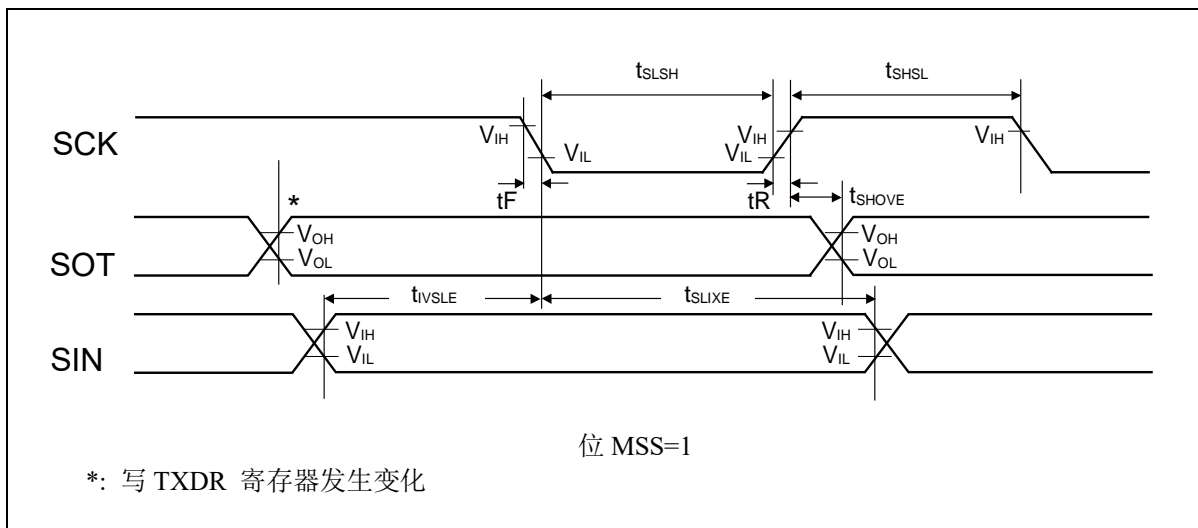 tSLSH tSHSL
SCK VIH VIL VIH VIL VIH
tF tR tSHOVE
*
SOT VOH VOL VOH VOL
tIVSLE tSLIXE
SIN VIH VIL VIH VIL
位 MSS=1
*: 写 TXDR 寄存器发生变化